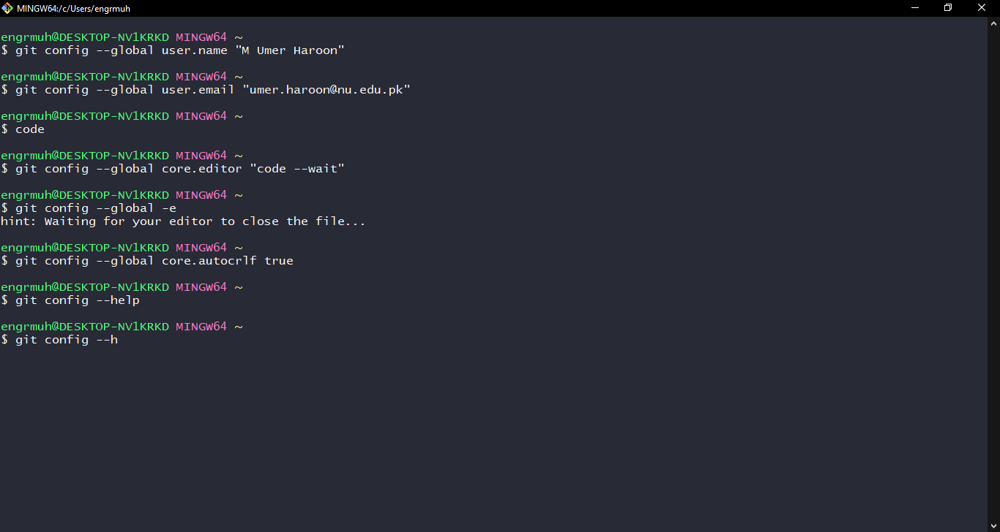 MINGW64:/c/Users/engrmuh
engrmuh@DESKTOP-NV1KRKD MINGW64 ~
$ git config --global user.name "M Umer Haroon"
engrmuh@DESKTOP-NV1KRKD MINGW64 ~
$ git config --global user.email "umer.haroon@nu.edu.pk"
engrmuh@DESKTOP-NV1KRKD MINGW64 ~
$ code
engrmuh@DESKTOP-NV1KRKD MINGW64 ~
$ git config --global core.editor "code --wait"
engrmuh@DESKTOP-NV1KRKD MINGW64 ~
$ git config --global -e
hint: Waiting for your editor to close the file...
engrmuh@DESKTOP-NV1KRKD MINGW64 ~
$ git config --global core.autocrlf true
engrmuh@DESKTOP-NV1KRKD MINGW64 ~
$ git config --help
engrmuh@DESKTOP-NV1KRKD MINGW64 ~
$ git config --h